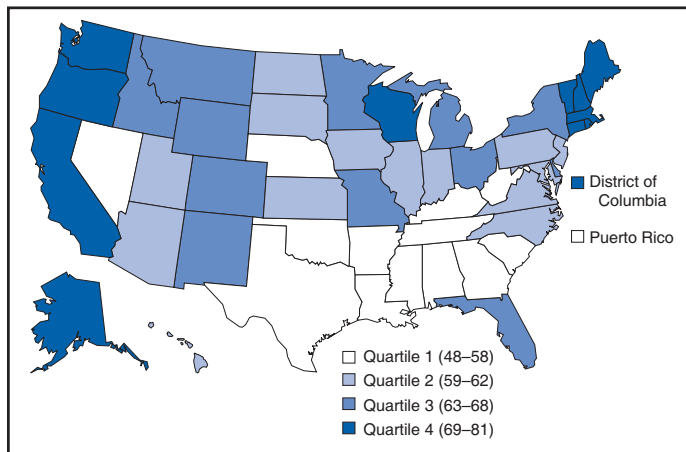 District of
Columbia
Puerto Rico
Quartile 1 (48–58)
Quartile 2 (59–62)
Quartile 3 (63–68)
Quartile 4 (69–81)